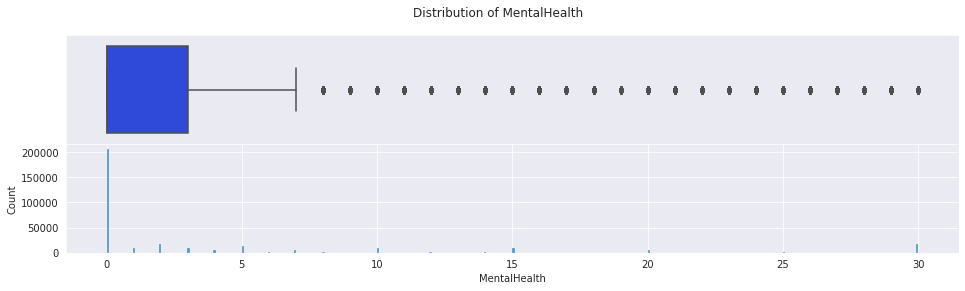 Distribution of MentalHealth
200000
150000
100000
50000
0
Count
0 5 10 15 20 25 30
MentalHealth